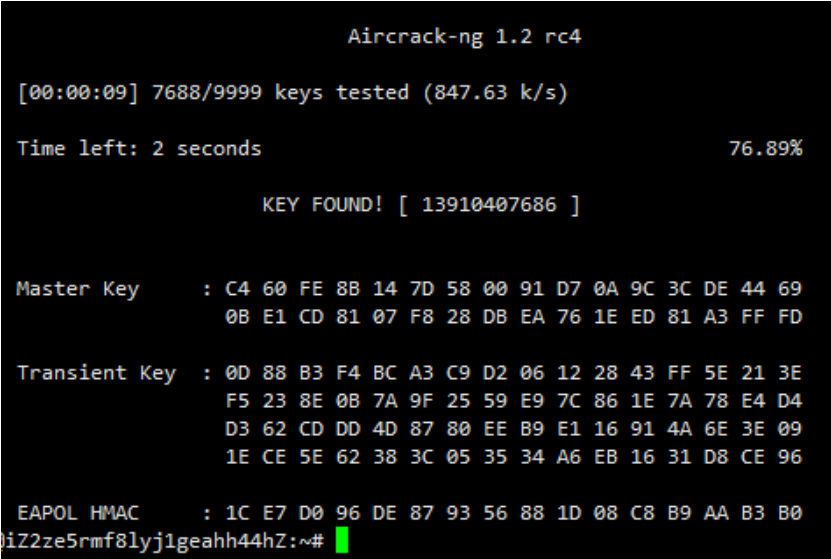 Aircrack-ng 1.2 rc4
[00:00:09] 7688/9999 keys tested (847.63 k/s)
Time left: 2 seconds 76.89%
KEY FOUND! [ 13910407686 ]
Master Key : C4 60 FE 8B 14 7D 58 00 91 D7 0A 9C 3C DE 44 69
0B E1 CD 81 07 F8 28 DB EA 76 1E ED 81 A3 FF FD
Transient Key : 0D 88 B3 F4 BC A3 C9 D2 06 12 28 43 FF 5E 21 3E
F5 23 8E 0B 7A 9F 25 59 E9 7C 86 1E 7A 78 E4 D4
D3 62 CD DD 4D 87 80 EE B9 E1 16 91 4A 6E 3E 09
1E CE 5E 62 38 3C 05 35 34 A6 EB 16 31 D8 CE 96
EAPOL HMAC : 1C E7 D0 96 DE 87 93 56 88 1D 08 C8 B9 AA B3 B0
iZ2ze5rmf8lyj1geahh44hZ:~#